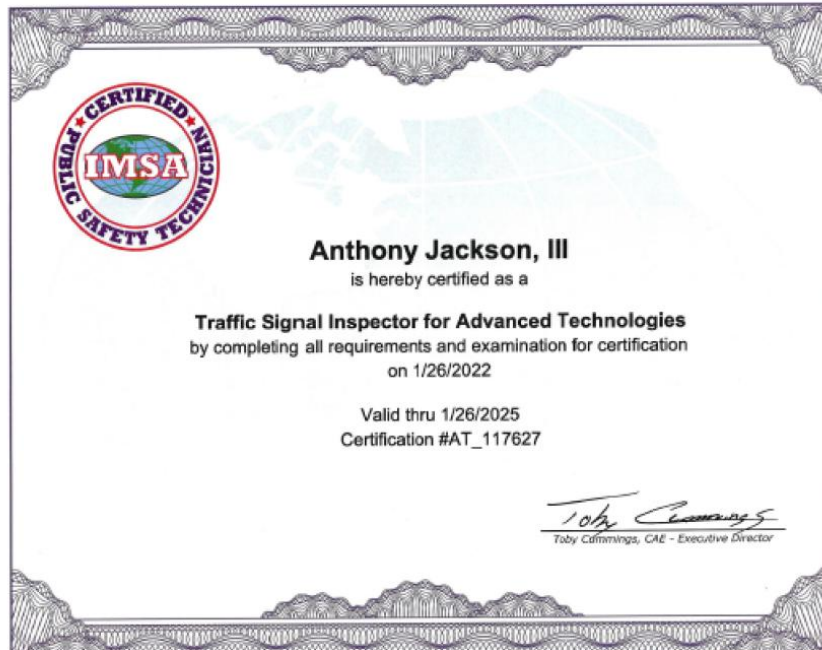 CERTIFIED
PUBLIC SAFETY TECHNICIAN
IMSA
Anthony Jackson, III
is hereby certified as a
Traffic Signal Inspector for Advanced Technologies
by completing all requirements and examination for certification
on 1/26/2022
Valid thru 1/26/2025
Certification #AT_117627
Toby Cummings
Toby Cummings, CAE - Executive Director